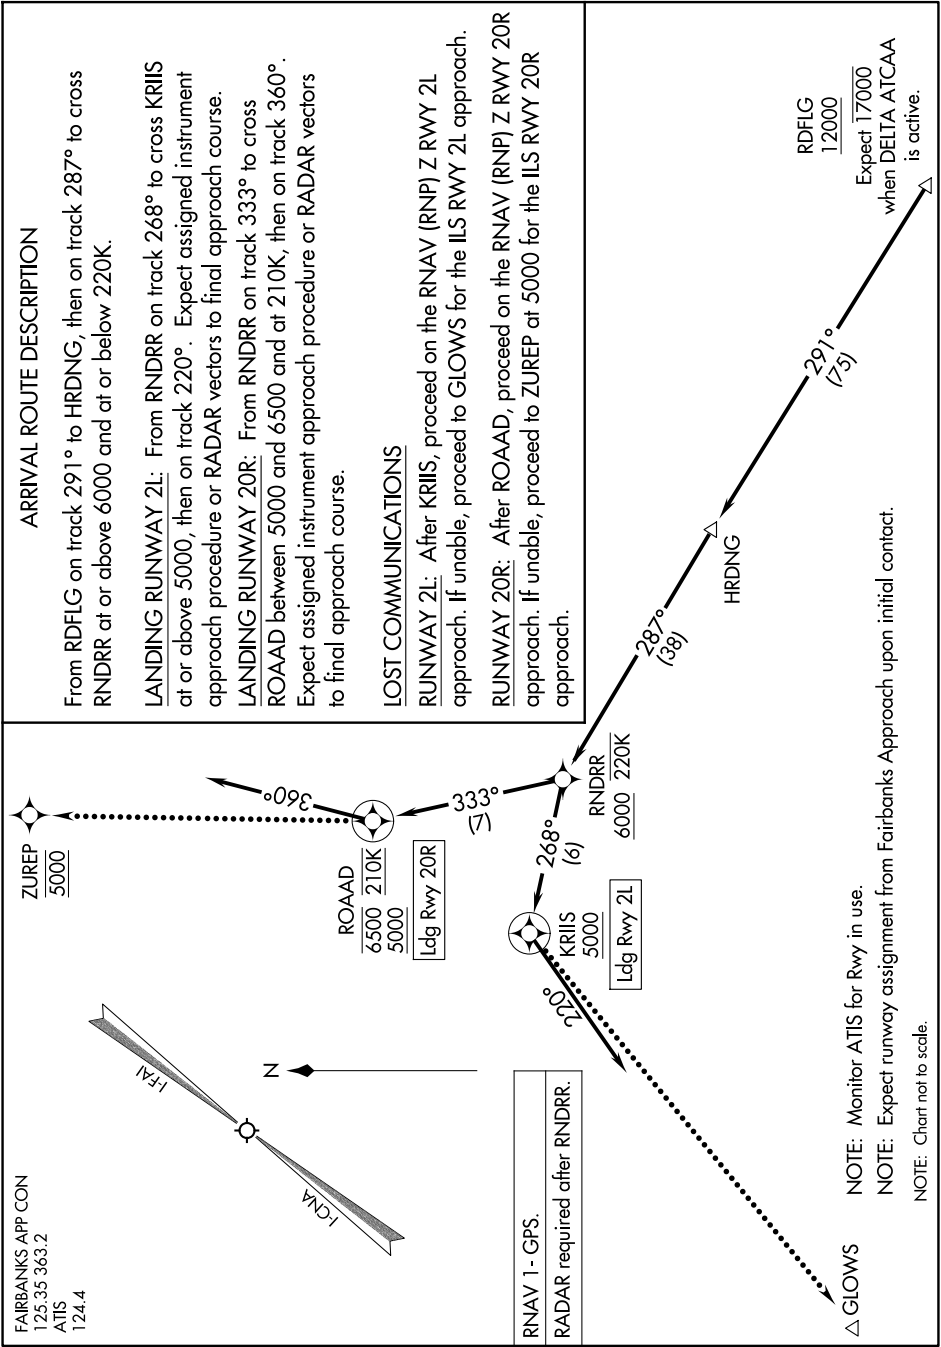 FAIRBANKS APP CON
125.35 363.2
ATIS
124.4
I-FAI
I-CNA
N
RNAV 1 - GPS.
RADAR required after RNDRR.
GLOWS
NOTE: Monitor ATIS for Rwy in use.
NOTE: Expect runway assignment from Fairbanks Approach upon initial contact.
NOTE: Chart not to scale.
ZUREP
5000
ROAAD
6500 210K
5000
Ldg Rwy 20R
360°
333°
(7)
KRIIS
5000
Ldg Rwy 2L
220°
268°
(6)
RNDRR
6000 220K
287°
(38)
HRDNG
291°
(75)
RDFLG
12000
Expect 17000
when DELTA ATCAA
is active.
ARRIVAL ROUTE DESCRIPTION
From RDFLG on track 291° to HRDNG, then on track 287° to cross
RNDRR at or above 6000 and at or below 220K.
LANDING RUNWAY 2L: From RNDRR on track 268° to cross KRIIS
at or above 5000, then on track 220°. Expect assigned instrument
approach procedure or RADAR vectors to final approach course.
LANDING RUNWAY 20R: From RNDRR on track 333° to cross
ROAAD between 5000 and 6500 and at 210K, then on track 360°.
Expect assigned instrument approach procedure or RADAR vectors
to final approach course.
LOST COMMUNICATIONS
RUNWAY 2L: After KRIIS, proceed on the RNAV (RNP) Z RWY 2L
approach. If unable, proceed to GLOWS for the ILS RWY 2L approach.
RUNWAY 20R: After ROAAD, proceed on the RNAV (RNP) Z RWY 20R
approach. If unable, proceed to ZUREP at 5000 for the ILS RWY 20R
approach.